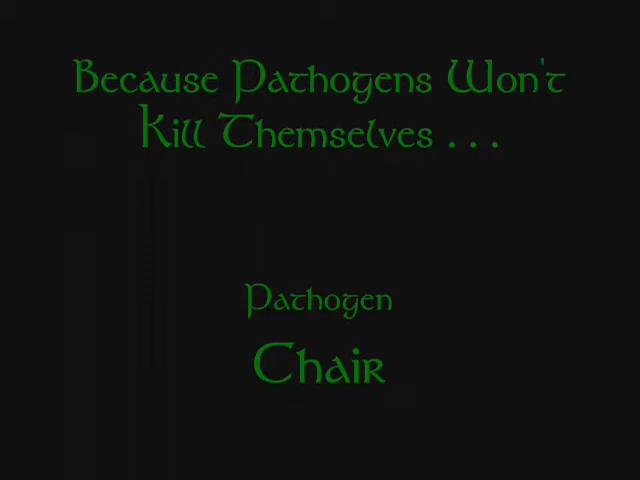 Because Pathogens Won't
Kill Themselves . . .
Pathogen
Chair